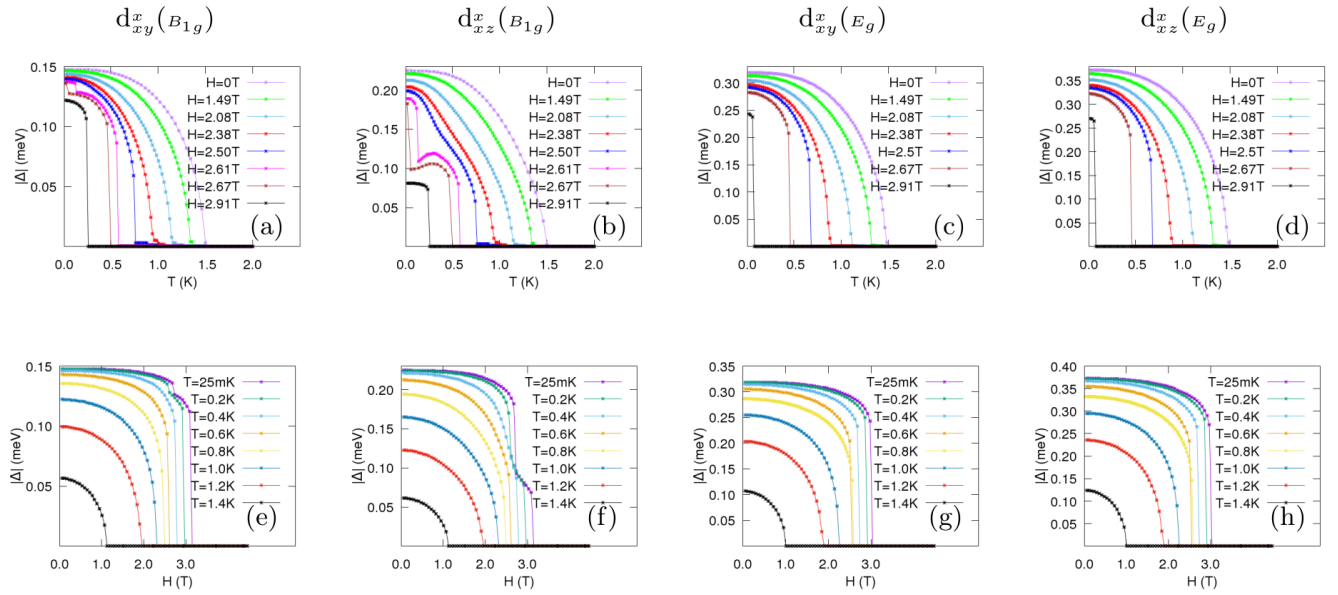 d^x_{xy}(B_{1g})
d^x_{xz}(B_{1g})
d^x_{xy}(E_g)
d^x_{xz}(E_g)
|Δ| (meV)
0.15
0.10
0.05
0.0
0.5
1.0
1.5
2.0
T (K)
H=0T
H=1.49T
H=2.08T
H=2.38T
H=2.50T
H=2.61T
H=2.67T
H=2.91T
(a)
|Δ| (meV)
0.20
0.15
0.10
0.05
0.0
0.5
1.0
1.5
2.0
T (K)
H=0T
H=1.49T
H=2.08T
H=2.38T
H=2.50T
H=2.61T
H=2.67T
H=2.91T
(b)
|Δ| (meV)
0.30
0.25
0.20
0.15
0.10
0.05
0.00
0.0
0.5
1.0
1.5
2.0
T (K)
H=0T
H=1.49T
H=2.08T
H=2.38T
H=2.5T
H=2.67T
H=2.91T
(c)
|Δ| (meV)
0.35
0.30
0.25
0.20
0.15
0.10
0.05
0.00
0.0
0.5
1.0
1.5
2.0
T (K)
H=0T
H=1.49T
H=2.08T
H=2.38T
H=2.5T
H=2.67T
H=2.91T
(d)
|Δ| (meV)
0.15
0.10
0.05
0.0
1.0
2.0
3.0
H (T)
T=25mK
T=0.2K
T=0.4K
T=0.6K
T=0.8K
T=1.0K
T=1.2K
T=1.4K
(e)
|Δ| (meV)
0.20
0.15
0.10
0.05
0.0
1.0
2.0
3.0
H (T)
T=25mK
T=0.2K
T=0.4K
T=0.6K
T=0.8K
T=1.0K
T=1.2K
T=1.4K
(f)
|Δ| (meV)
0.35
0.30
0.25
0.20
0.15
0.10
0.05
0.0
1.0
2.0
3.0
H (T)
T=25mK
T=0.2K
T=0.4K
T=0.6K
T=0.8K
T=1.0K
T=1.2K
T=1.4K
(g)
|Δ| (meV)
0.40
0.35
0.30
0.25
0.20
0.15
0.10
0.05
0.0
1.0
2.0
3.0
H (T)
T=25mK
T=0.2K
T=0.4K
T=0.6K
T=0.8K
T=1.0K
T=1.2K
T=1.4K
(h)